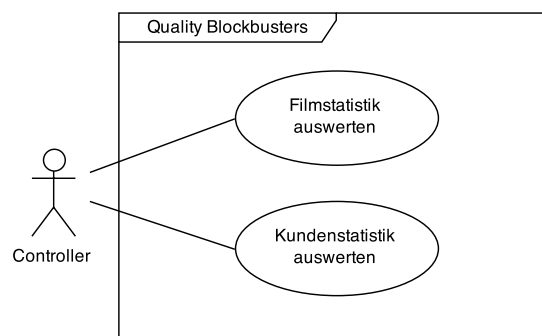 Quality Blockbusters
Filmstatistik
auswerten
Kundenstatistik
auswerten
Controller